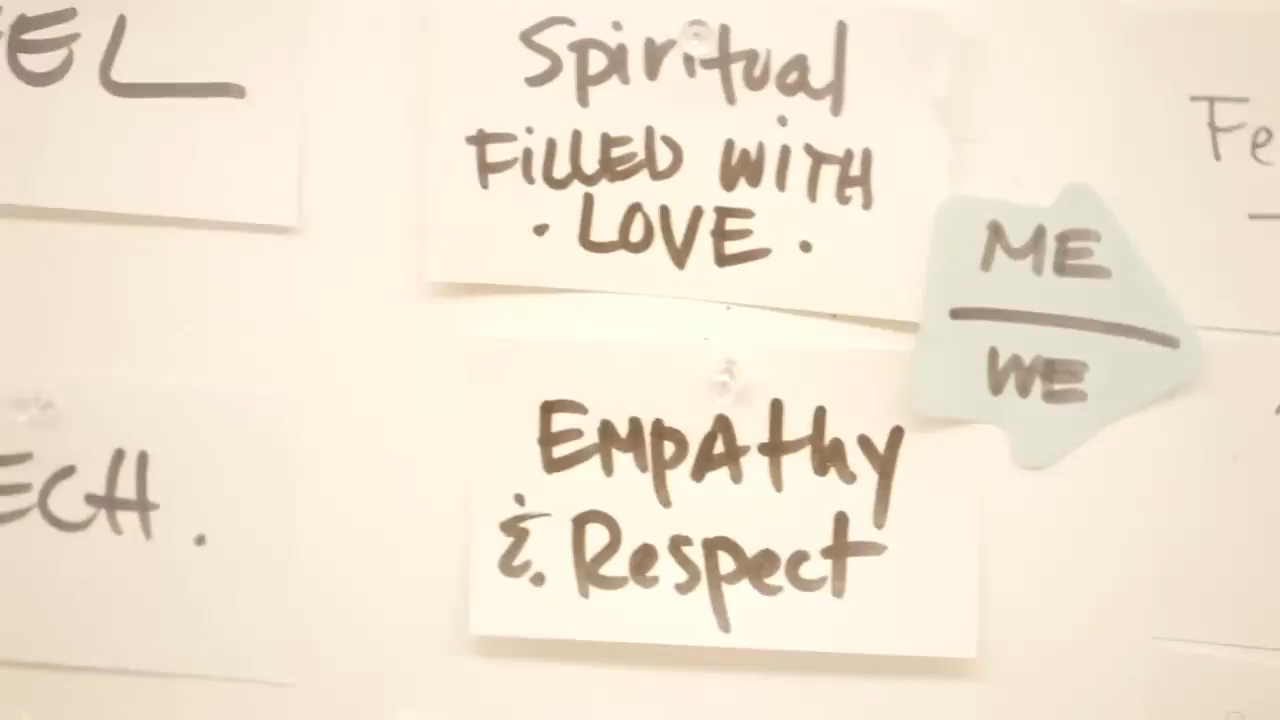 Spiritual
FiLLED WiTH
· LOVE ·
ME
WE
EMpAthy
&. Respect